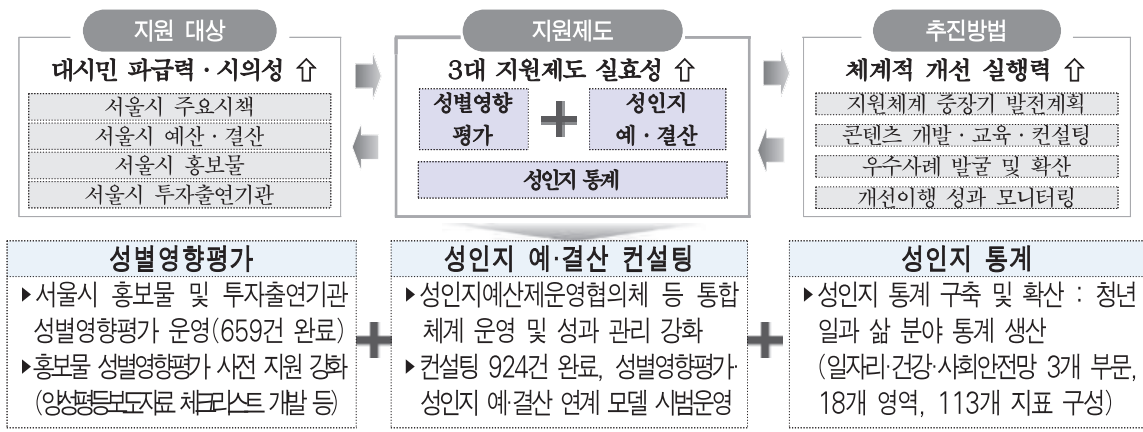 지원 대상
대시민 파급력·시의성 ⇧
서울시 주요시책
서울시 예산·결산
서울시 홍보물
서울시 투자출연기관
지원제도
3대 지원제도 실효성 ⇧
성별영향
평가
+
성인지
예·결산
성인지 통계
추진방법
체계적 개선 실행력 ⇧
지원체계 중장기 발전계획
콘텐츠 개발·교육·컨설팅
우수사례 발굴 및 확산
개선이행 성과 모니터링
성별영향평가
▸서울시 홍보물 및 투자출연기관
성별영향평가 운영(659건 완료)
▸홍보물 성별영향평가 사전 지원 강화
(양성평등보도자료 체크리스트 개발 등)
+
성인지 예·결산 컨설팅
▸성인지예산제운영협의체 등 통합
체계 운영 및 성과 관리 강화
▸컨설팅 924건 완료, 성별영향평가·
성인지 예·결산 연계 모델 시범운영
+
성인지 통계
▸성인지 통계 구축 및 확산 : 청년
일과 삶 분야 통계 생산
(일자리·건강·사회안전망 3개 부문,
18개 영역, 113개 지표 구성)